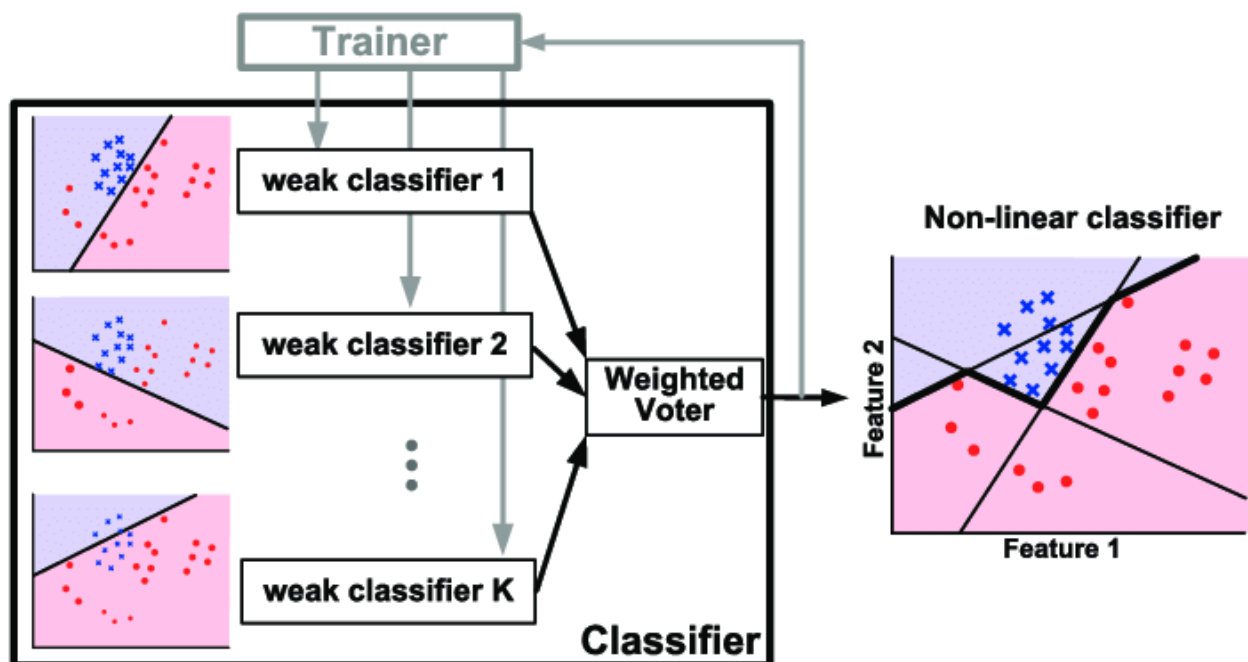 Trainer
weak classifier 1
weak classifier 2
weak classifier K
Weighted
Voter
Classifier
Non-linear classifier
Feature 2
Feature 1